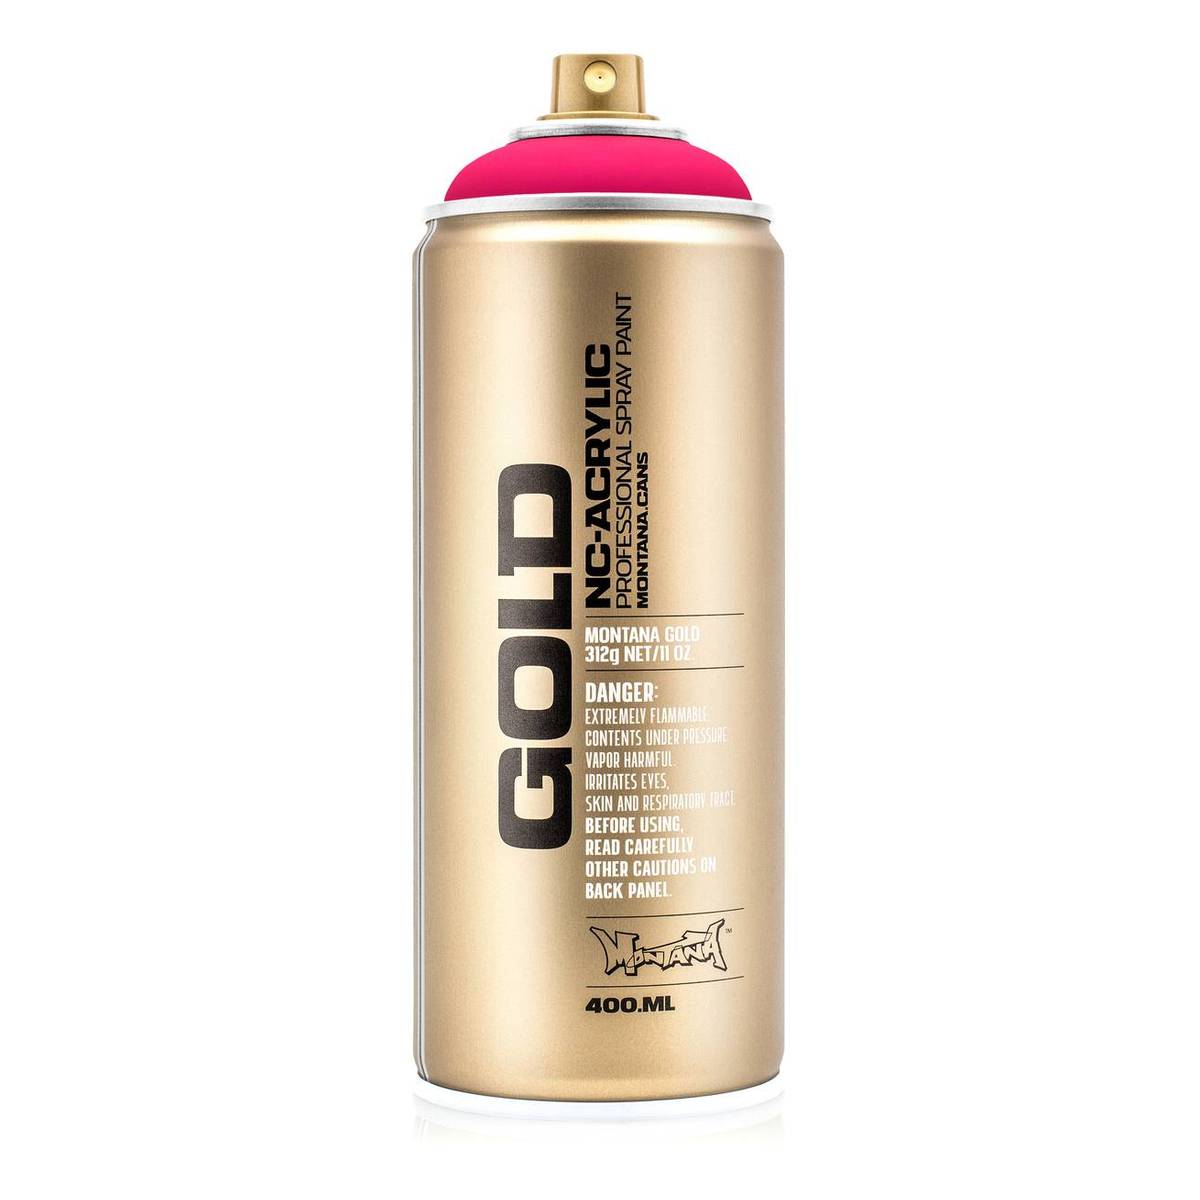 GOLD
NC-ACRYLIC
PROFESSIONAL SPRAY PAINT
MONTANA.CANS
MONTANA GOLD
312g NET/11 OZ.
DANGER:
EXTREMELY FLAMMABLE.
CONTENTS UNDER PRESSURE
VAPOR HARMFUL.
IRRITATES EYES,
SKIN AND RESPIRATORY TRACT.
BEFORE USING,
READ CAREFULLY
OTHER CAUTIONS ON
BACK PANEL.
MONTANA ™
400.ML